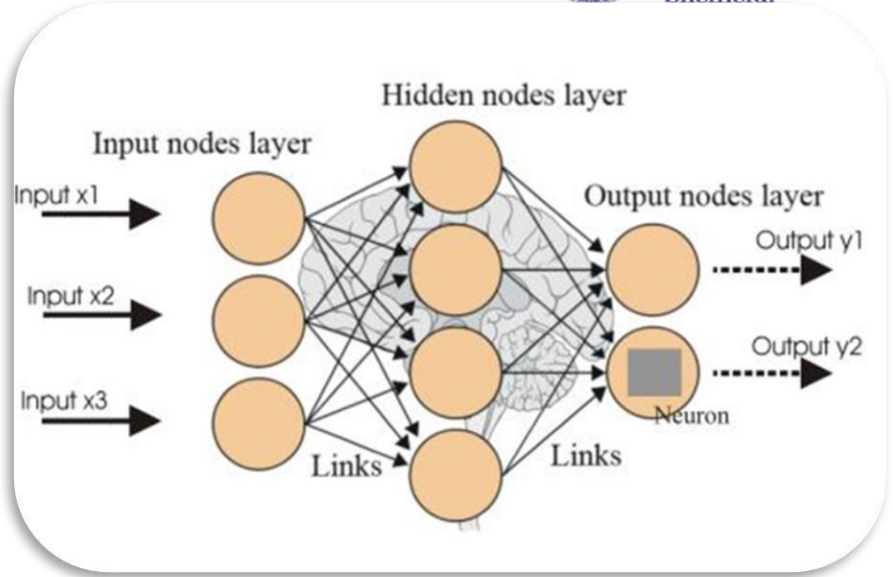 Hidden nodes layer
Input nodes layer
Input x1
Output nodes layer
Output y1
Input x2
Output y2
Input x3
Neuron
Links
Links